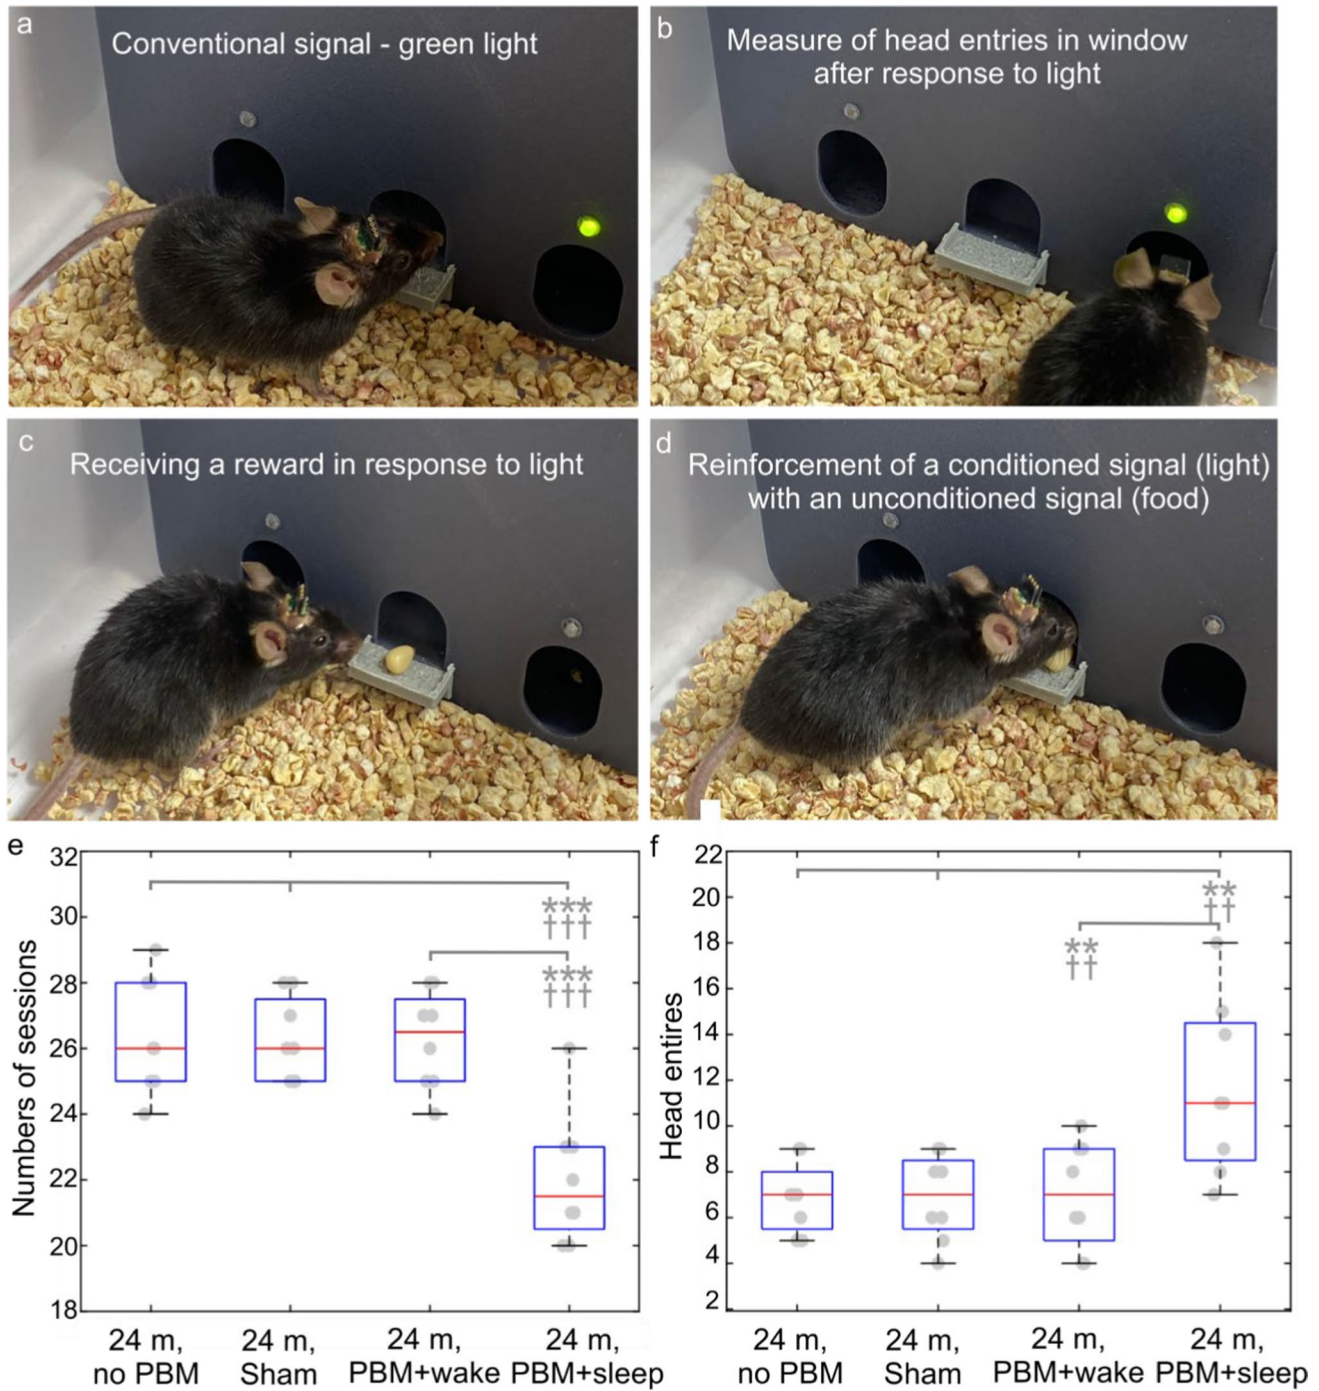 a
Conventional signal - green light
b
Measure of head entries in window
after response to light
c
Receiving a reward in response to light
d
Reinforcement of a conditioned signal (light)
with an unconditioned signal (food)
e
Numbers of sessions
32
30
28
26
24
22
20
18
***
†††
***
†††
24 m,
no PBM
24 m,
Sham
24 m,
PBM+wake
24 m,
PBM+sleep
f
Head entires
22
20
18
16
14
12
10
8
6
4
2
**
††
**
††
24 m,
no PBM
24 m,
Sham
24 m,
PBM+wake
24 m,
PBM+sleep